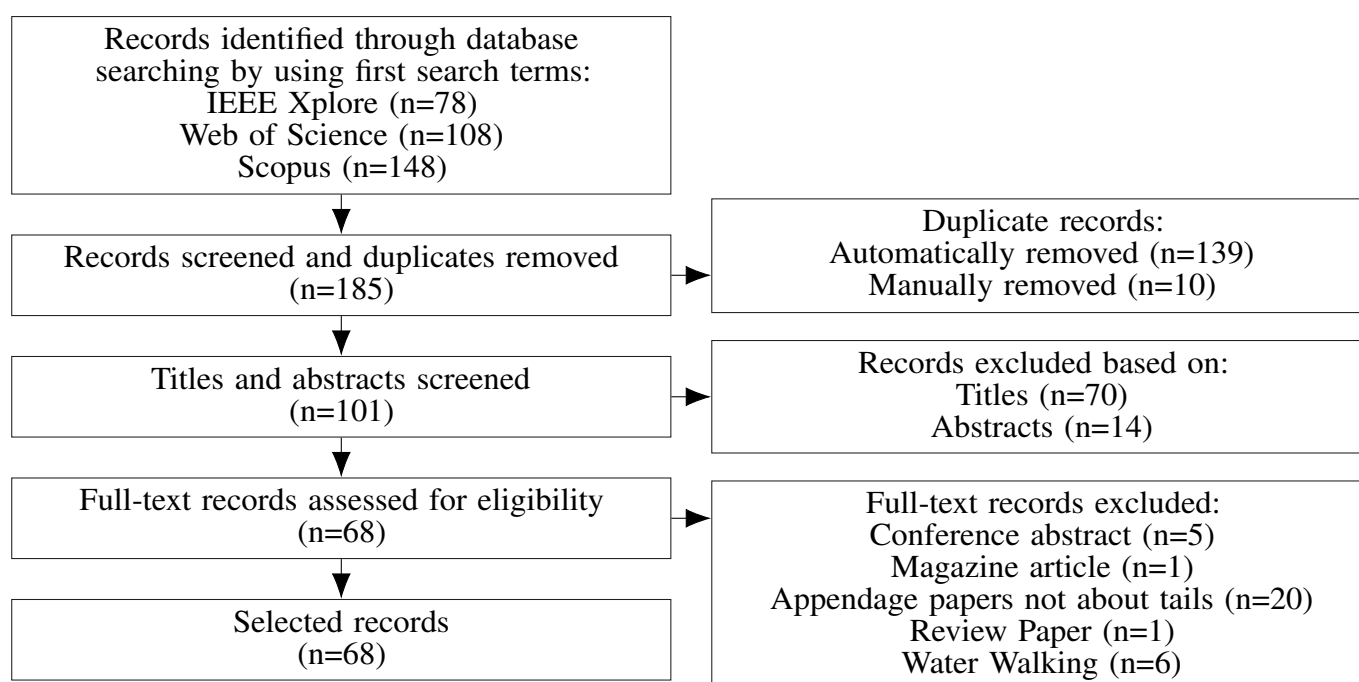 Records identified through database
searching by using first search terms:
IEEE Xplore (n=78)
Web of Science (n=108)
Scopus (n=148)
Records screened and duplicates removed
(n=185)
Duplicate records:
Automatically removed (n=139)
Manually removed (n=10)
Titles and abstracts screened
(n=101)
Records excluded based on:
Titles (n=70)
Abstracts (n=14)
Full-text records assessed for eligibility
(n=68)
Full-text records excluded:
Conference abstract (n=5)
Magazine article (n=1)
Appendage papers not about tails (n=20)
Review Paper (n=1)
Water Walking (n=6)
Selected records
(n=68)